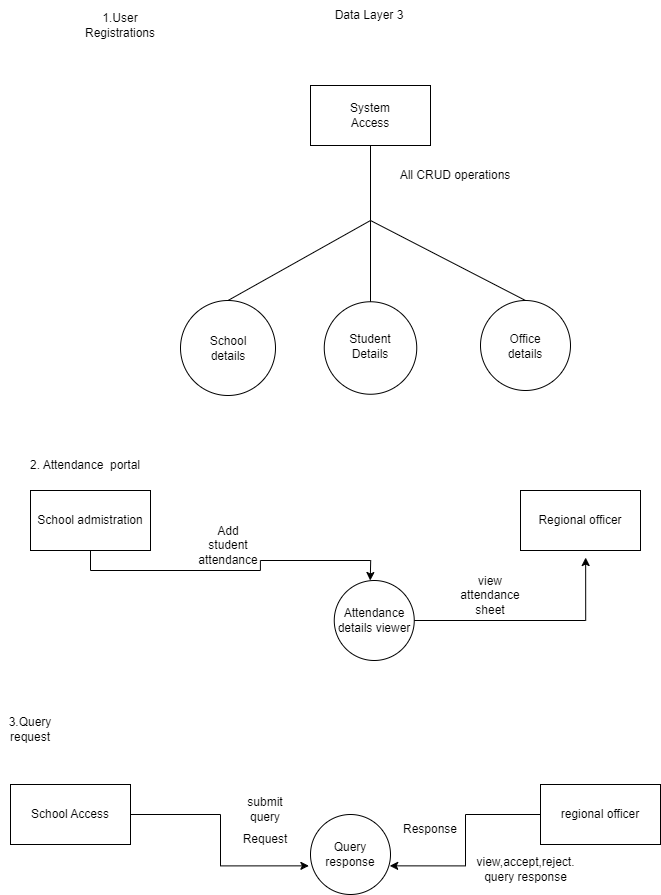 1.User
Registrations
Data Layer 3
System
Access
All CRUD operations
School
details
Student
Details
Office
details
2. Attendance  portal
School admistration
Regional officer
Add
student
attendance
view
attendance
sheet
Attendance
details viewer
3.Query
request
School Access
submit
query
Request
Query
response
Response
regional officer
view,accept,reject.
query response